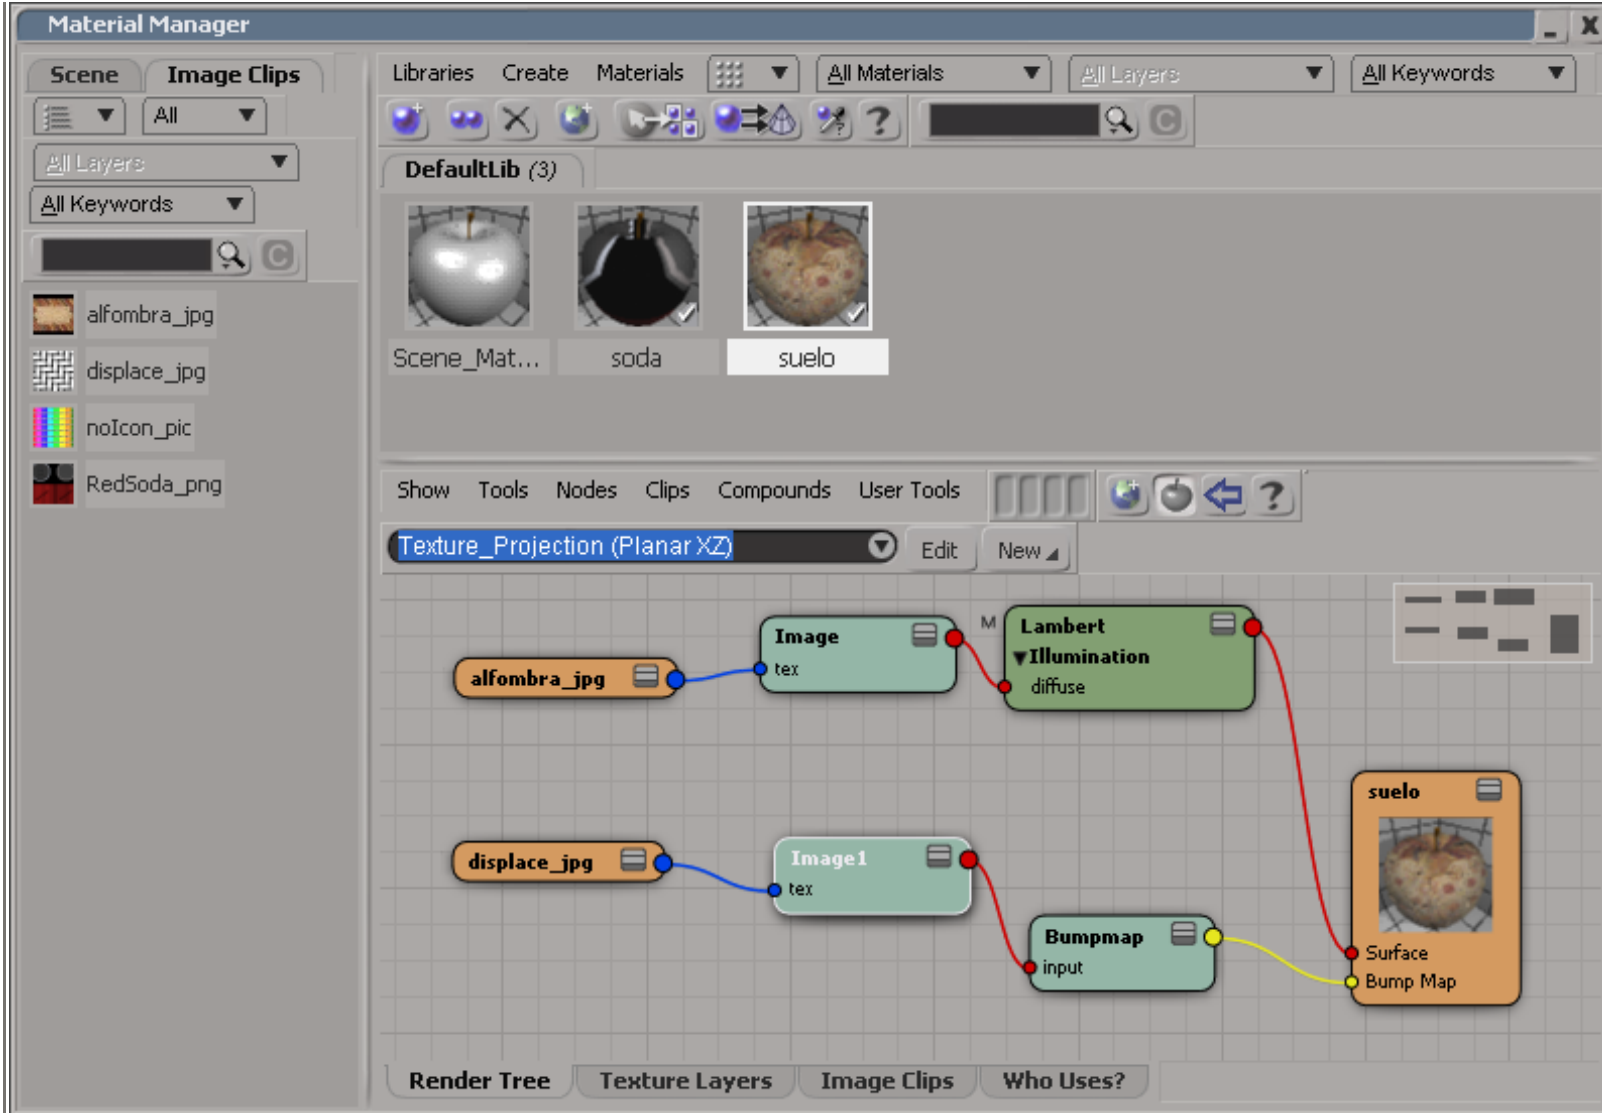 Material Manager
Scene Image Clips
All
All Layers
All Keywords
C
alfombra_jpg
displace_jpg
noIcon_pic
RedSoda_png
Libraries Create Materials All Materials All Layers All Keywords
? ? C
DefaultLib (3)
Scene_Mat... soda suelo
Show Tools Nodes Clips Compounds User Tools ?
Texture_Projection (Planar XZ) Edit New
Image
tex
M
Lambert
Illumination
diffuse
alfombra_jpg
suelo
displace_jpg
Image1
tex
Bumpmap
input
Surface
Bump Map
Render Tree Texture Layers Image Clips Who Uses?